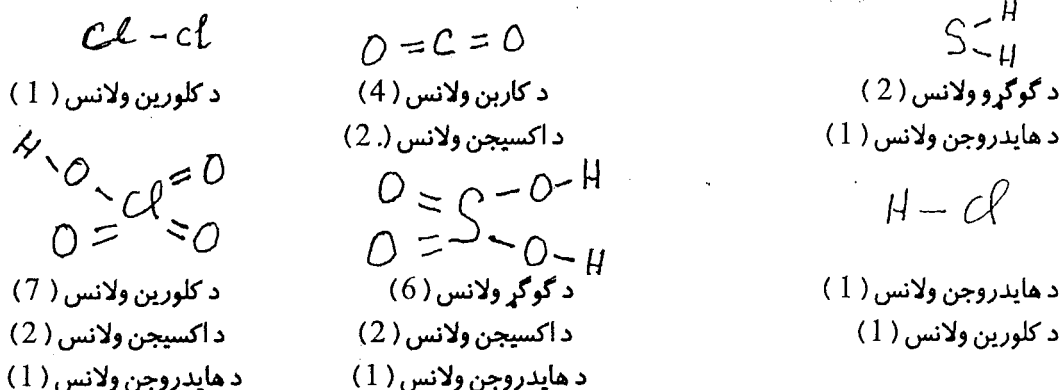 S-H
-H
د گوګړو ولانس ( 2 )
د هایدروجن ولانس ( 1 )
O = C = O
د کاربن ولانس ( 4 )
د اکسیجن ولانس ( 2. )
Cl - Cl
د کلورین ولانس ( 1 )
H - Cl
د هایدروجن ولانس ( 1 )
د کلورین ولانس ( 1 )
O = S - O - H
O = - O - H
د گوګړ ولانس ( 6 )
د اکسیجن ولانس ( 2 )
د هایدروجن ولانس ( 1 )
H - O - Cl = O
O = = O
د کلورین ولانس ( 7 )
د اکسیجن ولانس ( 2 )
د هایدروجن ولانس ( 1 )